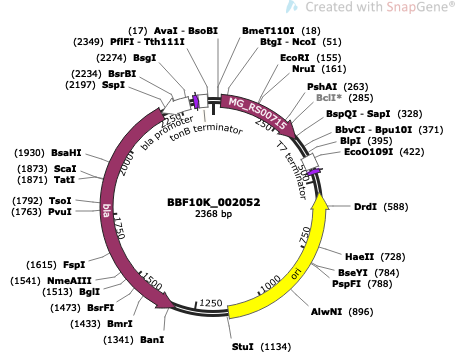 Created with SnapGene®
(17) AvaI - BsoBI
BmeT110I (18)
(2349) PflFI - Tth111I
BtgI - NcoI (51)
(2274) BsgI
EcoRI (155)
(2234) BsrBI
NruI (161)
(2197) SspI
PshAI (263)
BclI* (285)
BspQI - SapI (328)
BbvCI - Bpu10I (371)
BlpI (395)
EcoO109I (422)
MG_RS00715
bla promoter
tonB terminator
T7 terminator
2250
250
500
(1930) BsaHI
(1873) ScaI
(1871) TatI
(1792) TsoI
(1763) PvuI
2000
bla
1750
BBF10K_002052
2368 bp
DrdI (588)
750
HaeII (728)
BseYI (784)
PspFI (788)
ori
1000
AlwNI (896)
(1615) FspI
(1541) NmeAIII
(1513) BglI
(1473) BsrFI
(1433) BmrI
(1341) BanI
1500
1250
StuI (1134)